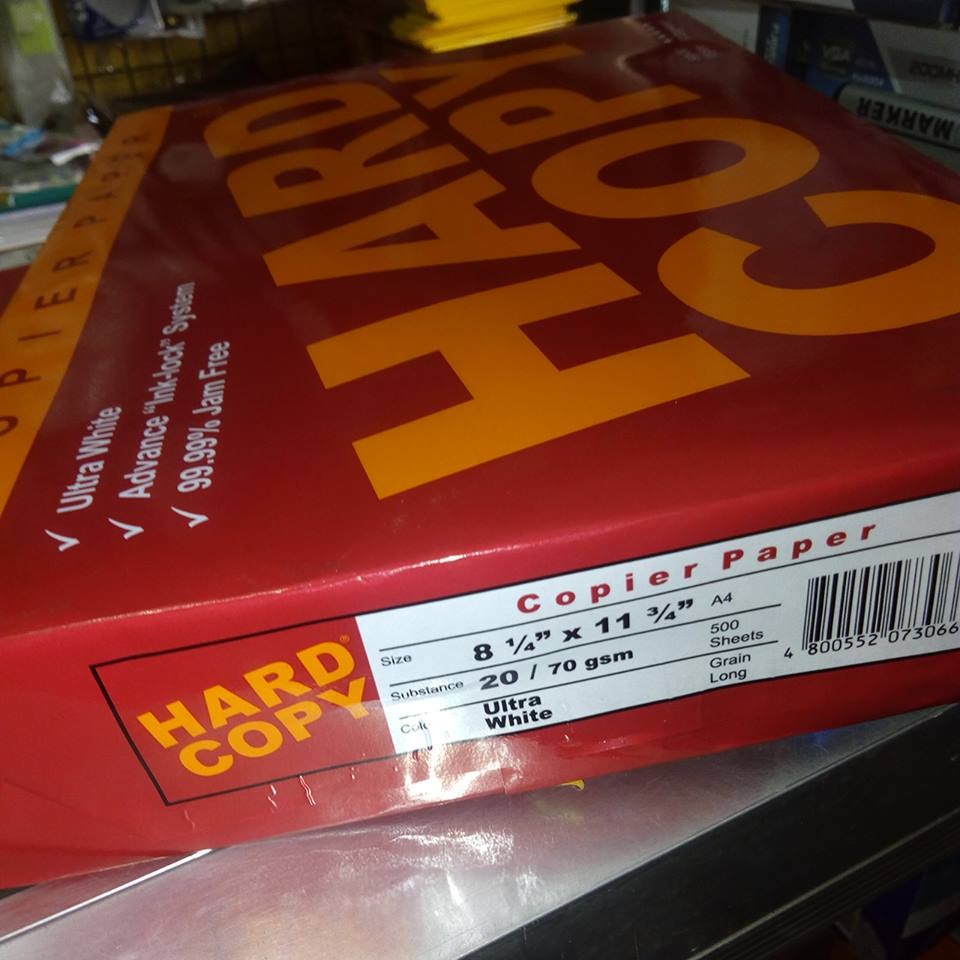 HARD
COPY
COPIER PAPER
✓ Ultra White
✓ Advance "Ink-lock" System
✓ 99.99% Jam Free
HARD®
COPY
Copier Paper
Size 8 ¼" x 11 ¾" A4
Substance 20 / 70 gsm 500 Sheets
Color Ultra White Grain Long
4 800552 073066
MARKER